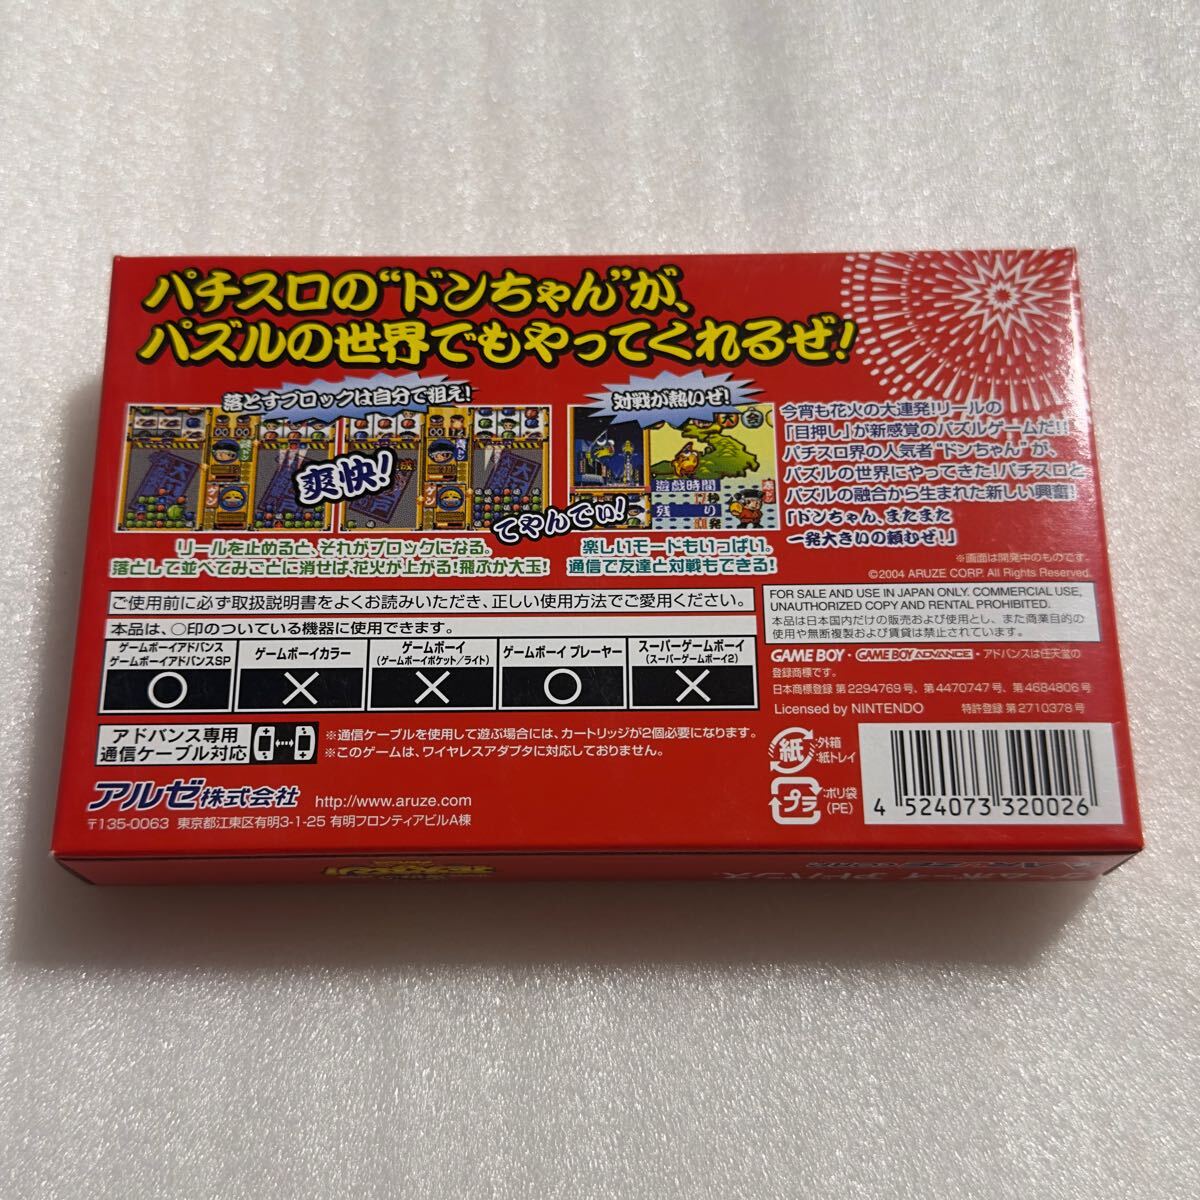 パチスロの“ドンちゃん”が、
パズルの世界でもやってくれるぜ!
落とすブロックは自分で狙え!
爽快!
リールを止めると、それがブロックになる。
落として並べてみごとに消せば、花火が上がる!飛ぶか大玉!
対戦が熱いぜ!
遊戯時間
残り
発
てやんでぃ!
楽しいモードもいっぱい。
通信で友達と対戦もできる!
今宵も花火の大連発!リールの
「目押し」が新感覚のパズルゲームだ!!
パチスロ界の人気者“ドンちゃん”が、
パズルの世界にやってきた!パチスロと
パズルの融合から生まれた新しい興奮!
「ドンちゃん、またまた
一発大きいの頼むぜ!」
※画面は開発中のものです。
©2004 ARUZE CORP. All Rights Reserved.
ご使用前に必ず取扱説明書をよくお読みいただき、正しい使用方法でご愛用ください。
本品は、○印のついている機器に使用できます。
ゲームボーイアドバンス
ゲームボーイアドバンスSP
○
ゲームボーイカラー
×
ゲームボーイ
(ゲームボーイポケット/ライト)
×
ゲームボーイ プレーヤー
○
スーパーゲームボーイ
(スーパーゲームボーイ2)
×
FOR SALE AND USE IN JAPAN ONLY. COMMERCIAL USE,
UNAUTHORIZED COPY AND RENTAL PROHIBITED.
本品は日本国内だけの販売および使用とし、また商業目的の
使用や無断複製および賃貸は禁止されています。
GAME BOY・GAME BOY ADVANCE・アドバンスは任天堂の
登録商標です。
日本商標登録 第2294769号、第4470747号、第4684806号
Licensed by NINTENDO 特許登録 第2710378号
アドバンス専用
通信ケーブル対応
※通信ケーブルを使用して遊ぶ場合には、カートリッジが2個必要になります。
※このゲームは、ワイヤレスアダプタに対応しておりません。
アルゼ株式会社 http://www.aruze.com
〒135-0063 東京都江東区有明3-1-25 有明フロンティアビルA棟
紙
:外箱
:紙トレイ
プラ
:ポリ袋
(PE)
4 524073 320026
ゲームボーイアドバンス